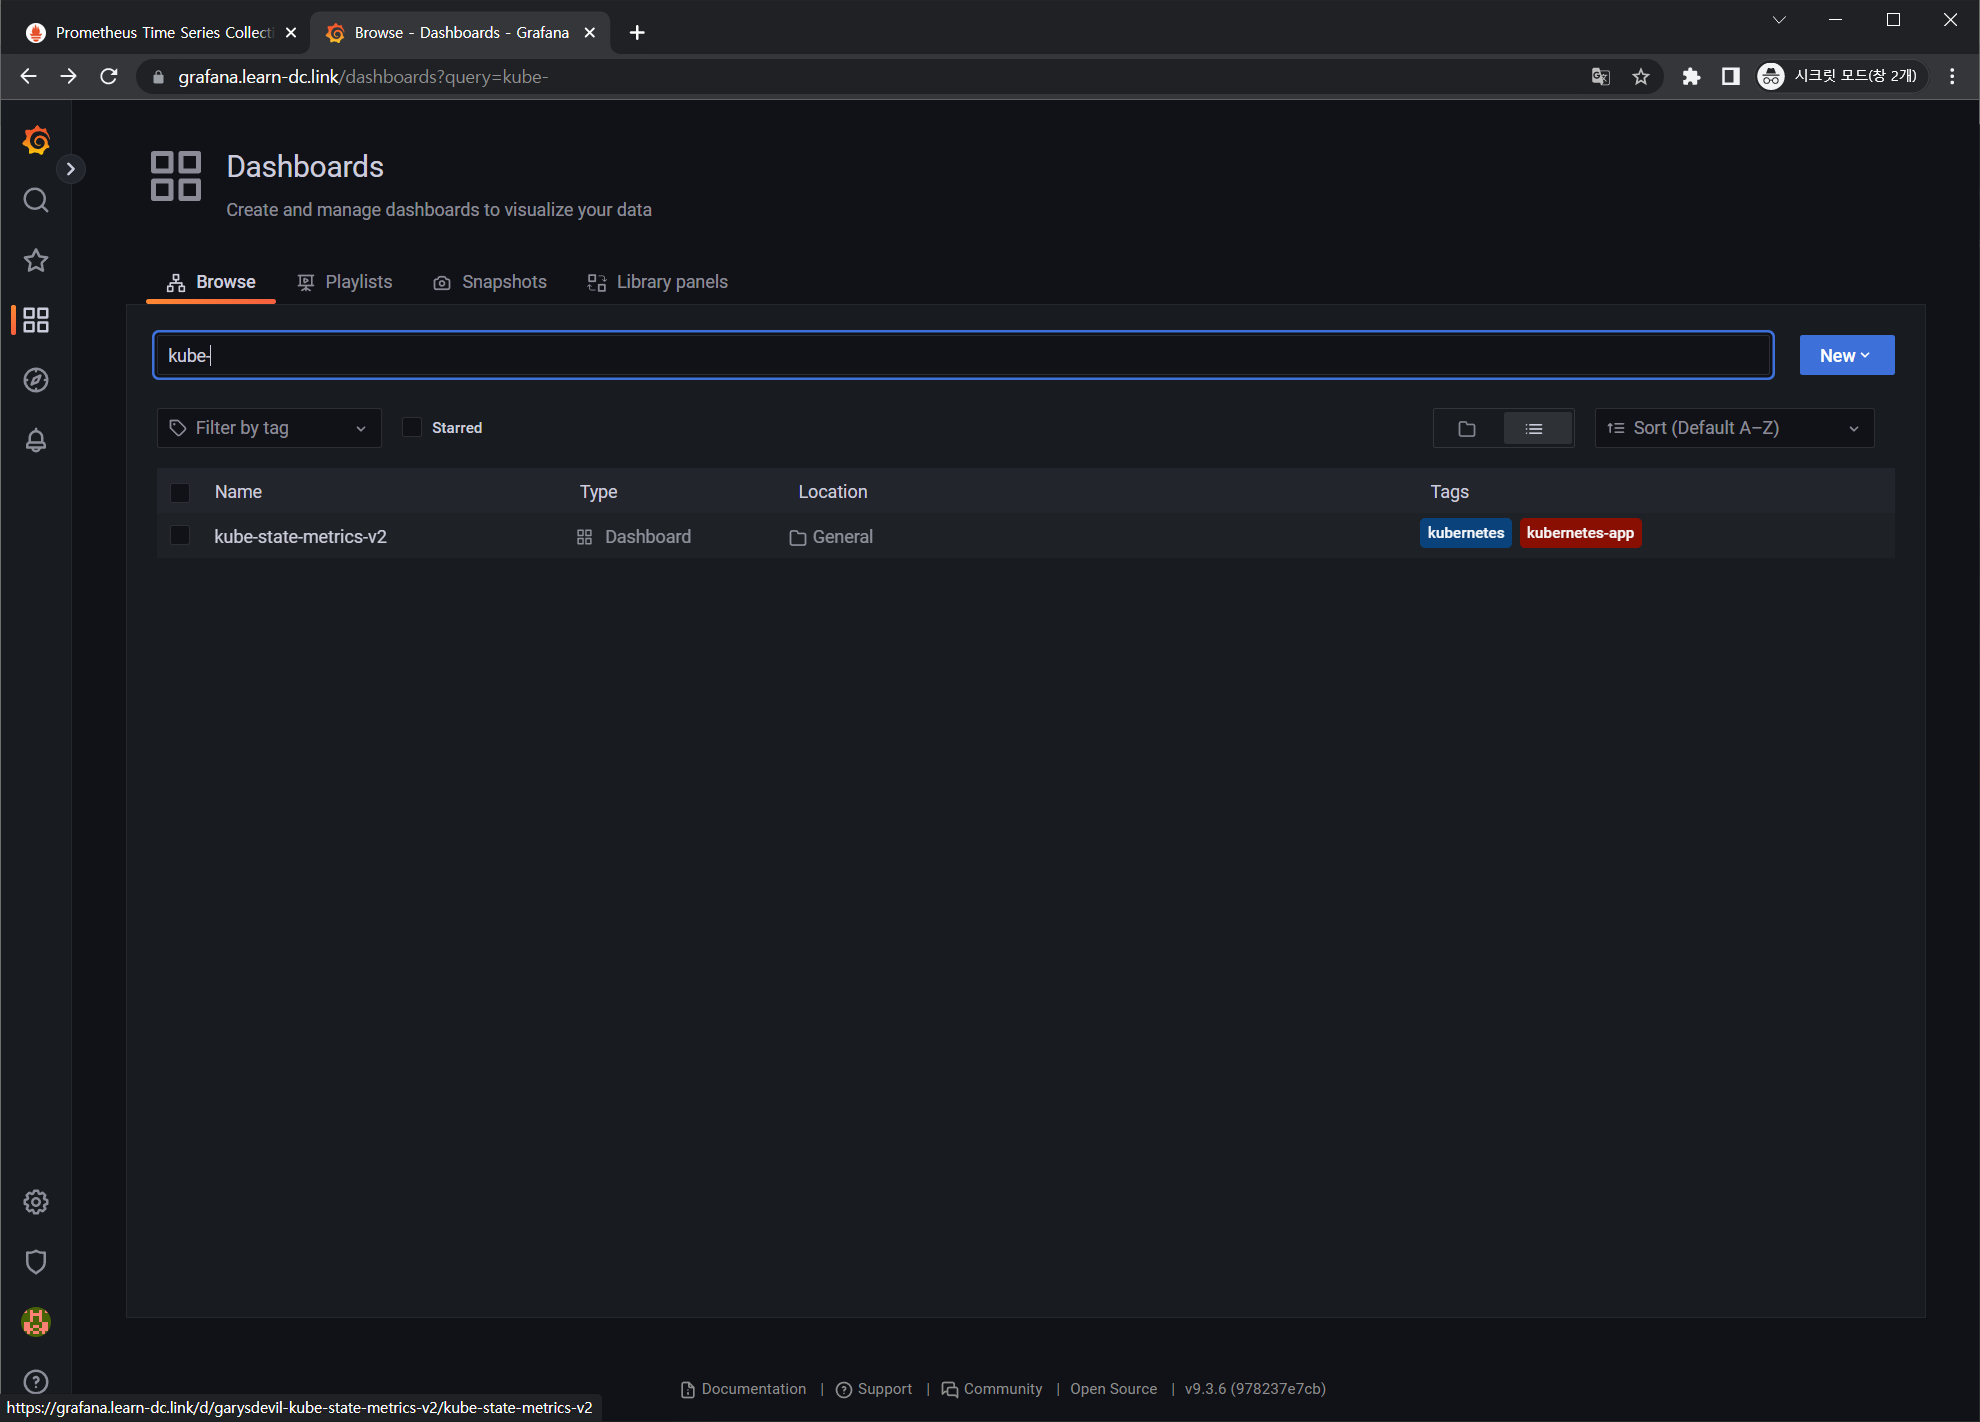 Prometheus Time Series Collect
Browse - Dashboards - Grafana
grafana.learn-dc.link/dashboards?query=kube-
시크릿 모드(창 2개)
Dashboards
Create and manage dashboards to visualize your data
Browse Playlists Snapshots Library panels
kube-
New
Filter by tag Starred Sort (Default A–Z)
Name Type Location Tags
kube-state-metrics-v2 Dashboard General kubernetes kubernetes-app
Documentation | Support | Community | Open Source | v9.3.6 (978237e7cb)
https://grafana.learn-dc.link/d/garysdevil-kube-state-metrics-v2/kube-state-metrics-v2